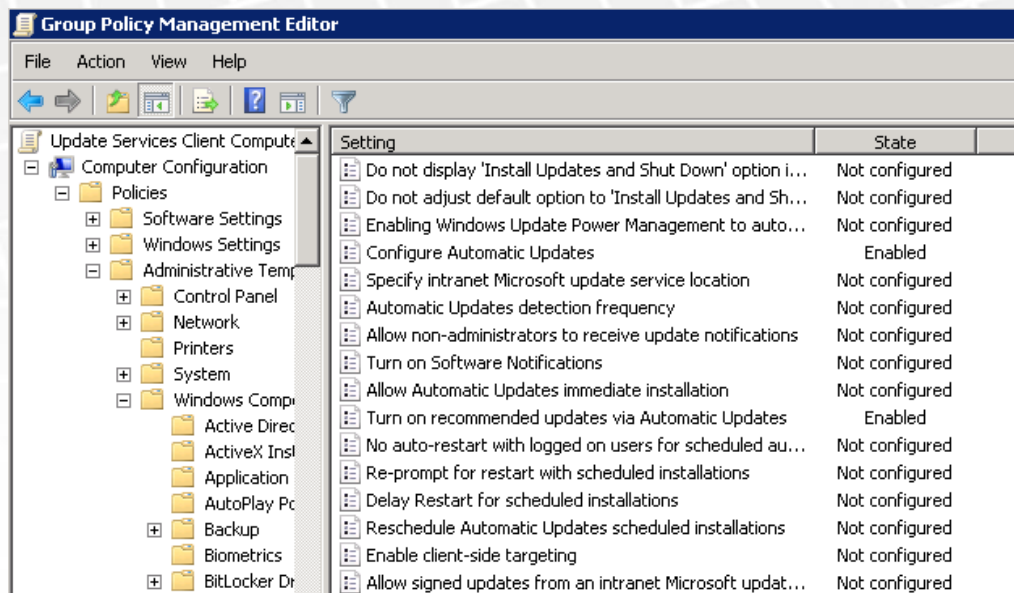 Group Policy Management Editor
File Action View Help
Update Services Client Compute
Computer Configuration
Policies
Software Settings
Windows Settings
Administrative Temp
Control Panel
Network
Printers
System
Windows Compo
Active Direc
ActiveX Inst
Application
AutoPlay Po
Backup
Biometrics
BitLocker Dr
Setting State
Do not display 'Install Updates and Shut Down' option i... Not configured
Do not adjust default option to 'Install Updates and Sh... Not configured
Enabling Windows Update Power Management to auto... Not configured
Configure Automatic Updates Enabled
Specify intranet Microsoft update service location Not configured
Automatic Updates detection frequency Not configured
Allow non-administrators to receive update notifications Not configured
Turn on Software Notifications Not configured
Allow Automatic Updates immediate installation Not configured
Turn on recommended updates via Automatic Updates Enabled
No auto-restart with logged on users for scheduled au... Not configured
Re-prompt for restart with scheduled installations Not configured
Delay Restart for scheduled installations Not configured
Reschedule Automatic Updates scheduled installations Not configured
Enable client-side targeting Not configured
Allow signed updates from an intranet Microsoft updat... Not configured